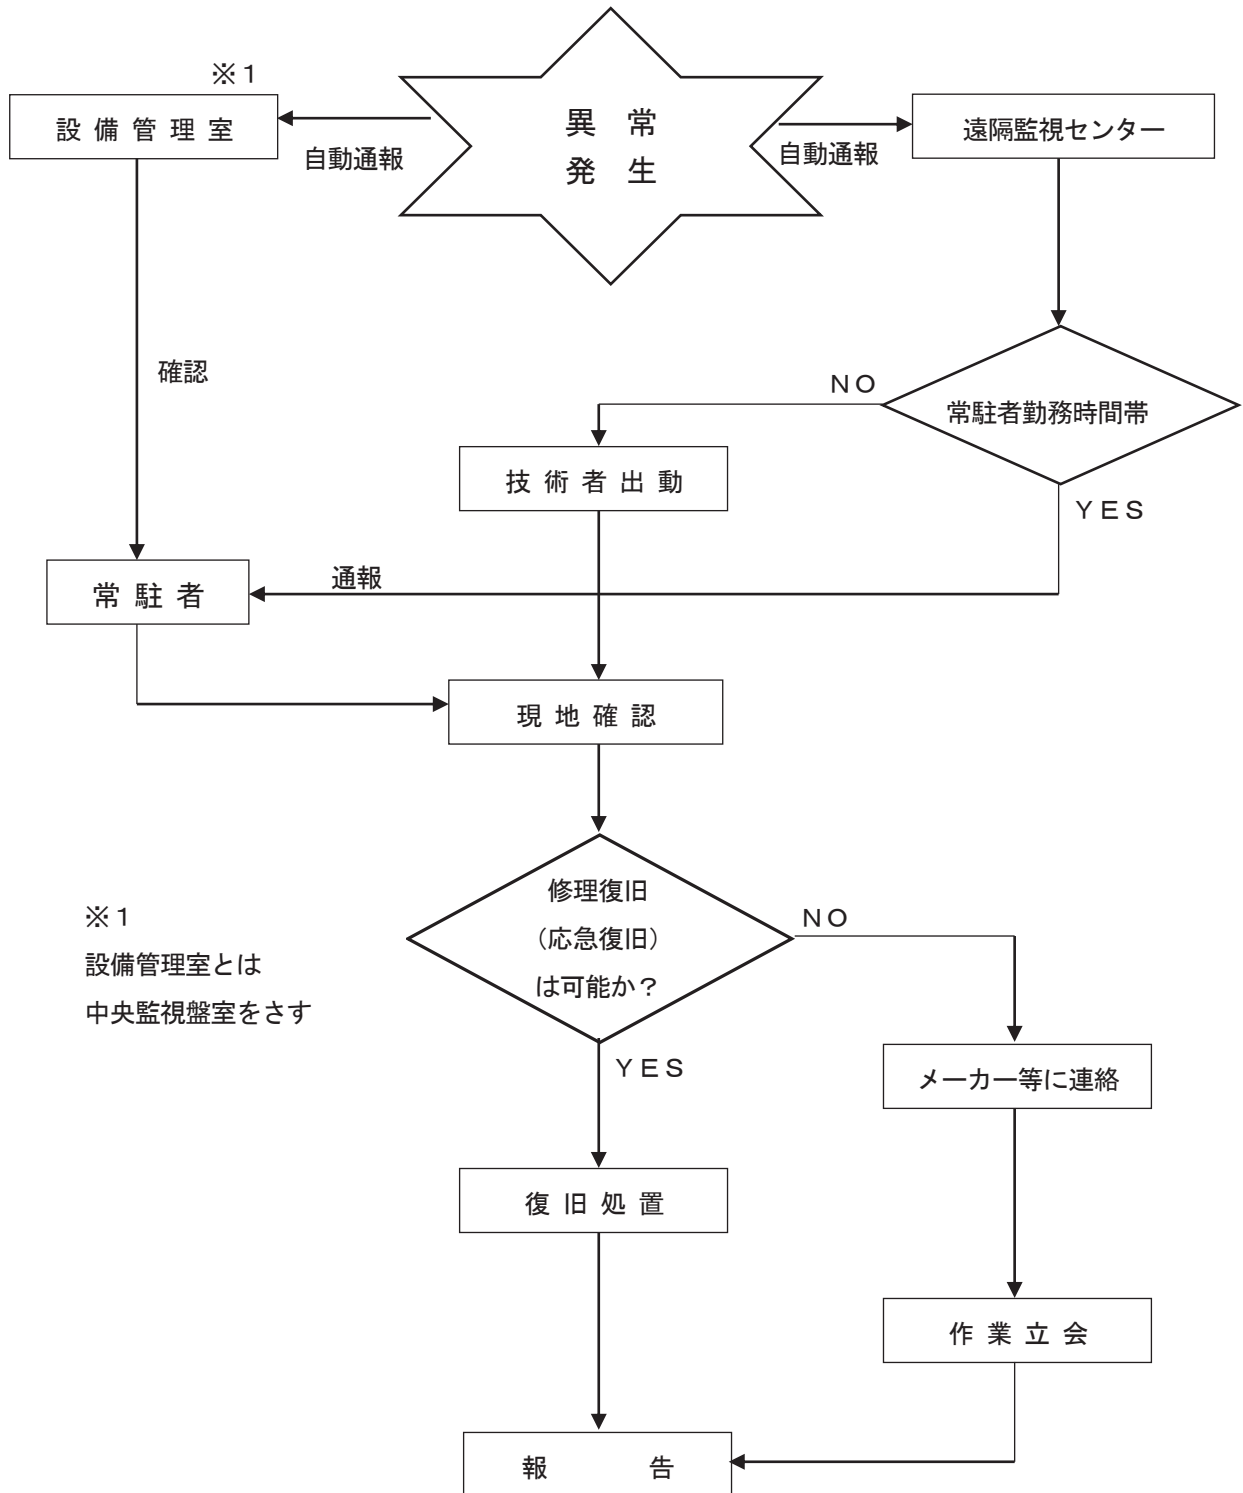 ※１
設備管理室
異　常
発　生
遠隔監視センター
自動通報
自動通報
確認
ＮＯ
常駐者勤務時間帯
技術者出動
ＹＥＳ
常駐者
通報
現地確認
修理復旧
（応急復旧）
は可能か？
ＮＯ
※１
設備管理室とは
中央監視盤室をさす
ＹＥＳ
メーカー等に連絡
復旧処置
作業立会
報　　　告